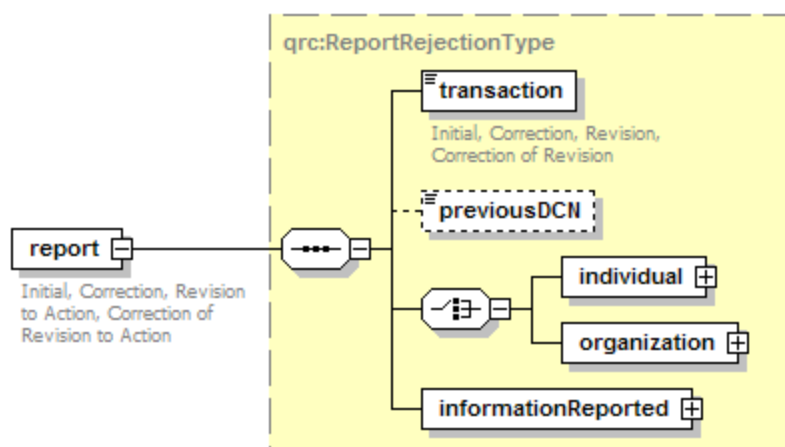 qrc:ReportRejectionType
transaction
Initial, Correction, Revision,
Correction of Revision
previousDCN
report
Initial, Correction, Revision
to Action, Correction of
Revision to Action
individual
organization
informationReported